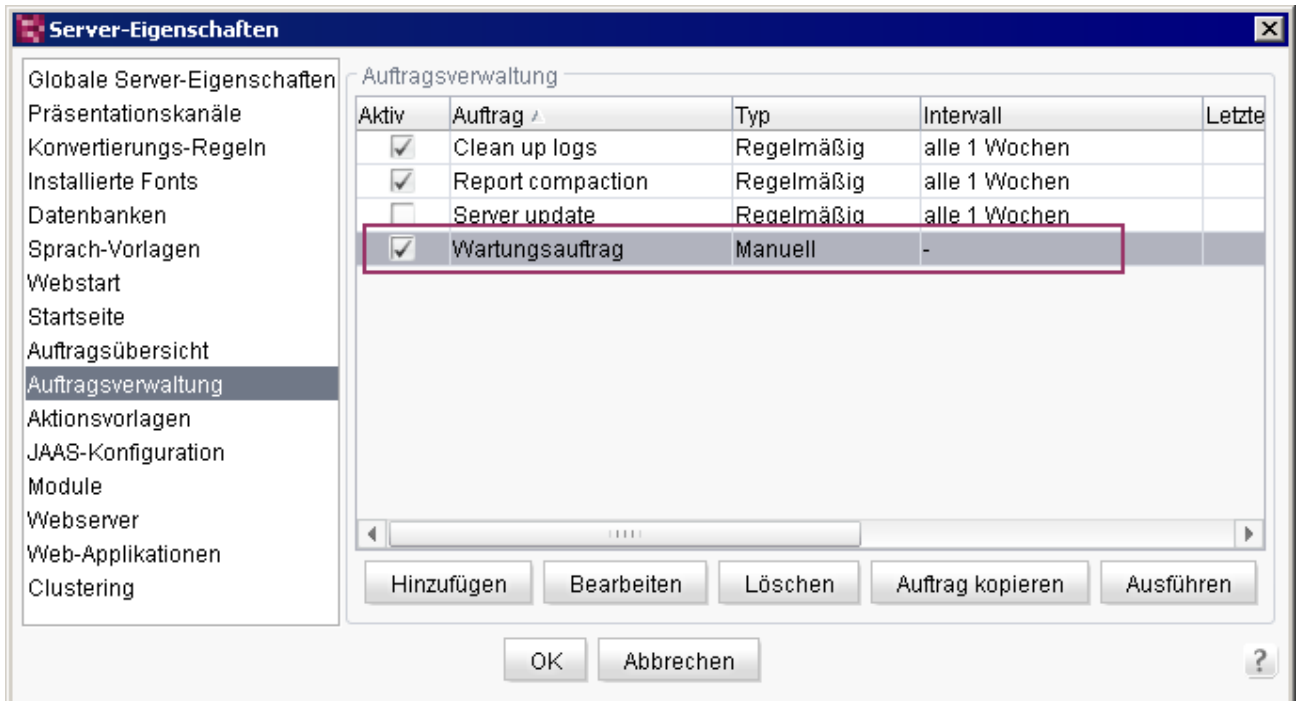 Server-Eigenschaften
Globale Server-Eigenschaften
Präsentationskanäle
Konvertierungs-Regeln
Installierte Fonts
Datenbanken
Sprach-Vorlagen
Webstart
Startseite
Auftragsübersicht
Auftragsverwaltung
Aktionsvorlagen
JAAS-Konfiguration
Module
Webserver
Web-Applikationen
Clustering
Auftragsverwaltung
Aktiv Auftrag Typ Intervall Letzte
Clean up logs Regelmäßig alle 1 Wochen
Report compaction Regelmäßig alle 1 Wochen
Server update Regelmäßig alle 1 Wochen
Wartungsauftrag Manuell -
Hinzufügen Bearbeiten Löschen Auftrag kopieren Ausführen
OK Abbrechen ?